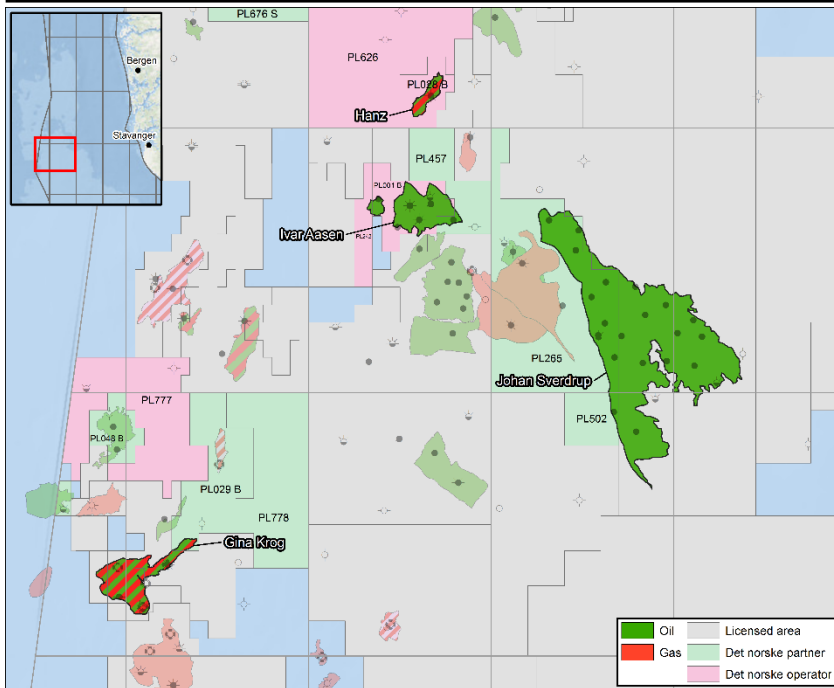 PL676 S
Bergen
Stavanger
PL626
PL028 B
Hanz
PL457
PL001 B
Ivar Aasen
PL242
PL265
Johan Sverdrup
PL502
PL777
PL048 B
PL029 B
PL778
Gina Krog
Oil
Licensed area
Gas
Det norske partner
Det norske operator